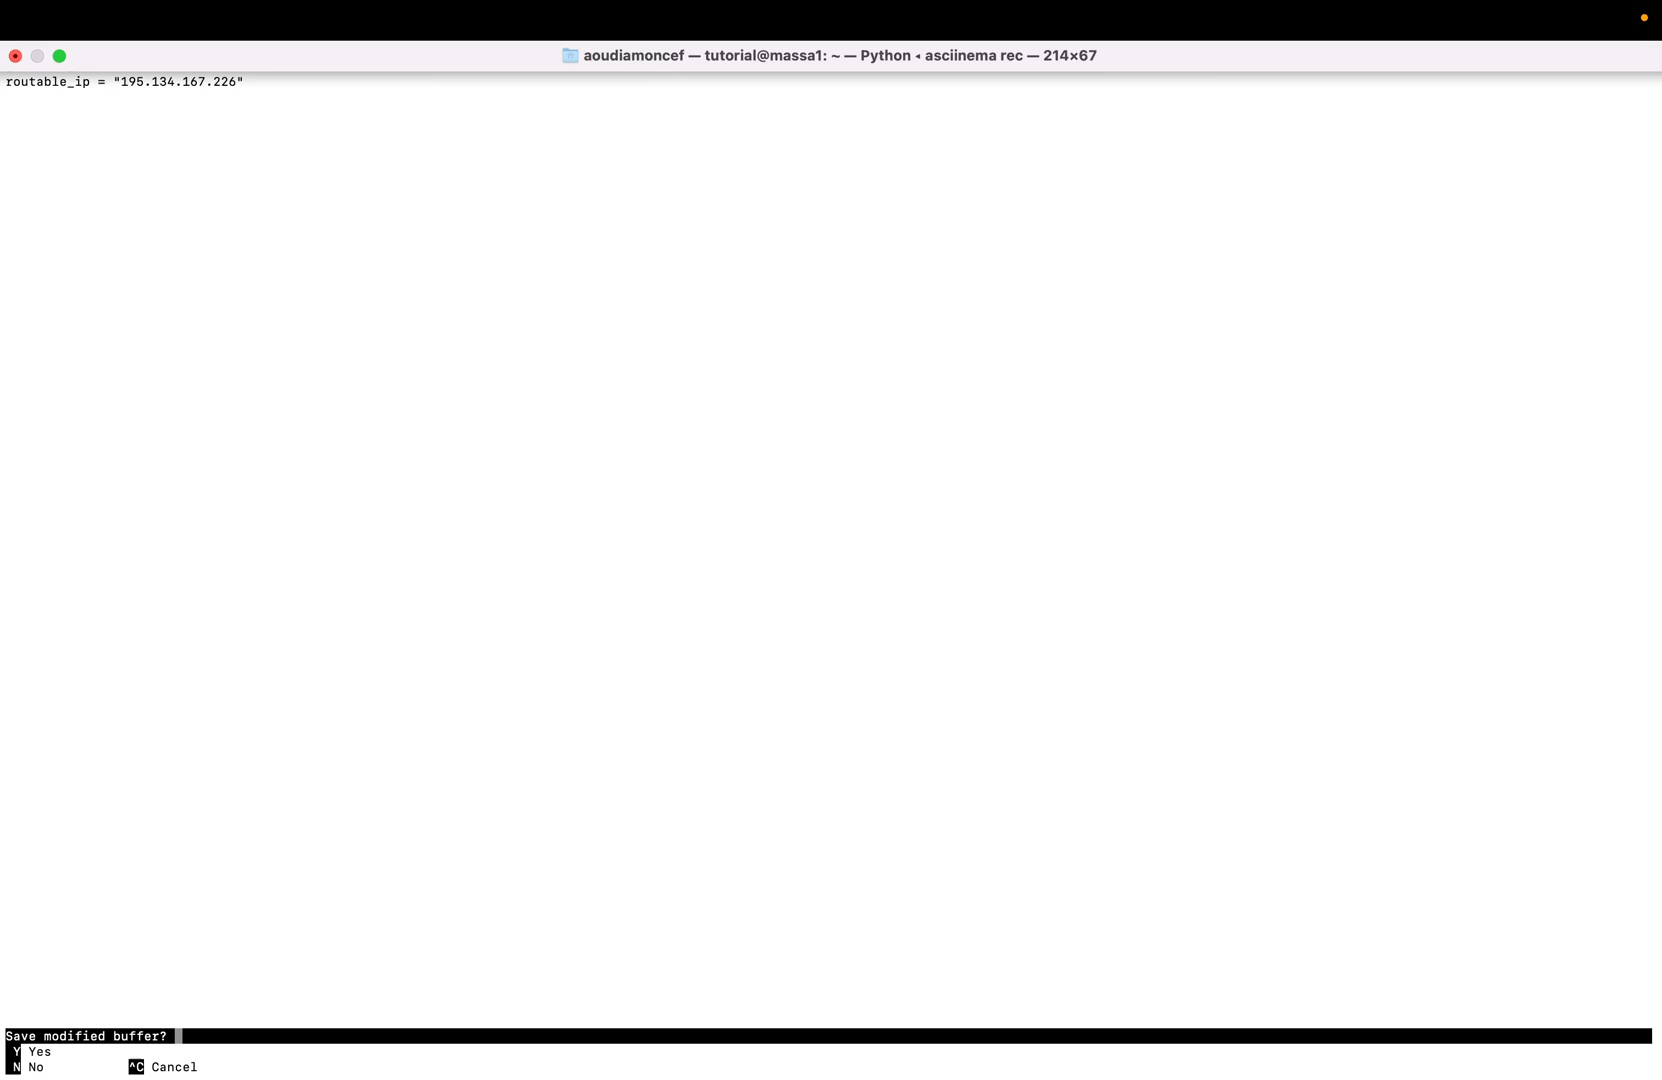 aoudiamoncef — tutorial@massa1: ~ — Python ◂ asciinema rec — 214×67
routable_ip = "195.134.167.226"
Save modified buffer?
Y Yes
N No ^C Cancel